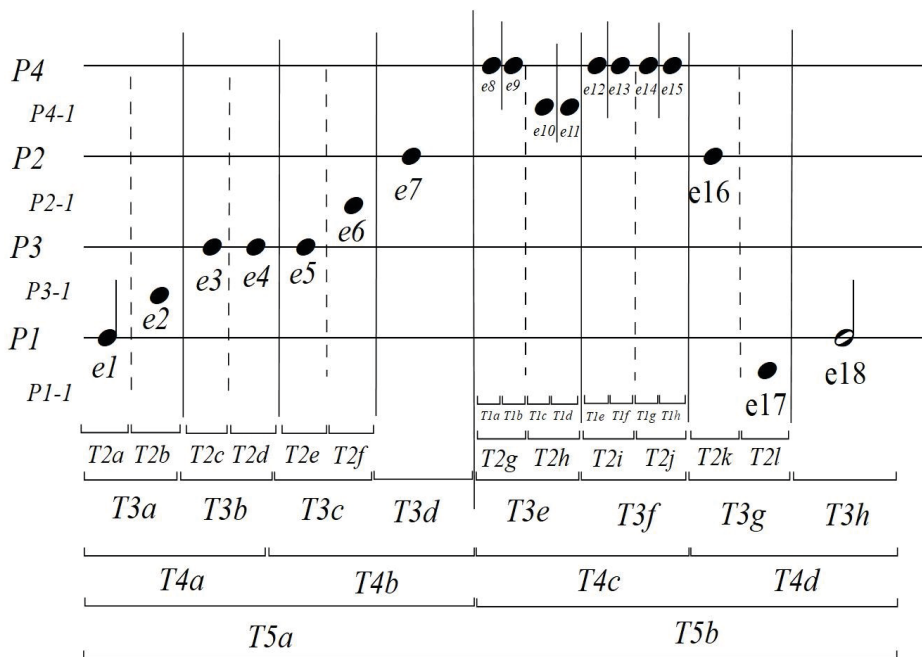 P4
e8 e9 e12 e13 e14 e15
P4-1
e10 e11
P2
e7 e16
P2-1
e6
P3
e3 e4 e5
P3-1
e2
P1
e1 e18
P1-1
e17
T1a T1b T1c T1d T1e T1f T1g T1h
T2a T2b T2c T2d T2e T2f T2g T2h T2i T2j T2k T2l
T3a T3b T3c T3d T3e T3f T3g T3h
T4a T4b T4c T4d
T5a T5b